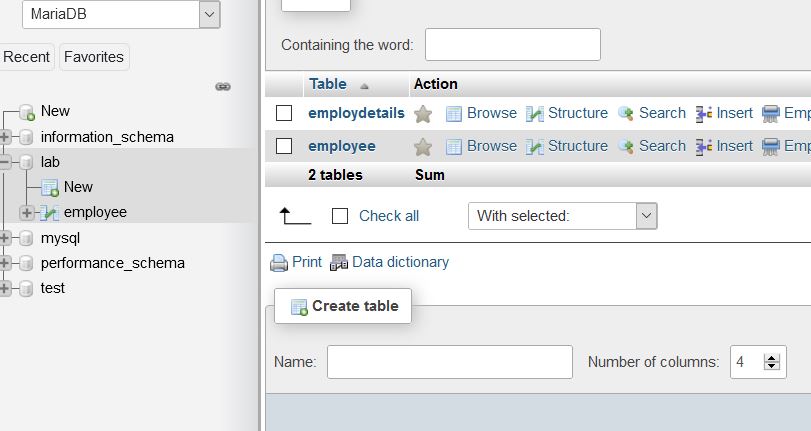 MariaDB
Recent Favorites
New
information_schema
lab
New
employee
mysql
performance_schema
test
Containing the word:
Table Action
employdetails Browse Structure Search Insert
employee Browse Structure Search Insert
2 tables Sum
Check all With selected:
Print Data dictionary
Create table
Name: Number of columns: 4